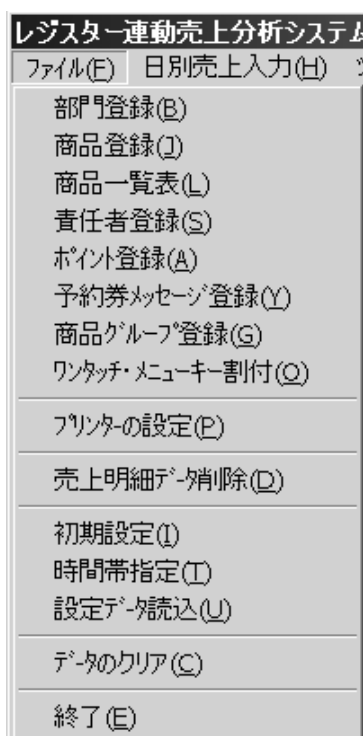 レジスター連動売上分析システム
ファイル(F) 日別売上入力(H)
部門登録(B)
商品登録(J)
商品一覧表(L)
責任者登録(S)
ﾎﾟｲﾝﾄ登録(A)
予約券ﾒｯｾｰｼﾞ登録(Y)
商品ｸﾞﾙｰﾌﾟ登録(G)
ﾜﾝﾀｯﾁ・ﾒﾆｭｰｷｰ割付(O)
ﾌﾟﾘﾝﾀｰの設定(P)
売上明細ﾃﾞｰﾀ削除(D)
初期設定(I)
時間帯指定(T)
設定ﾃﾞｰﾀ読込(U)
ﾃﾞｰﾀのｸﾘｱ(C)
終了(E)